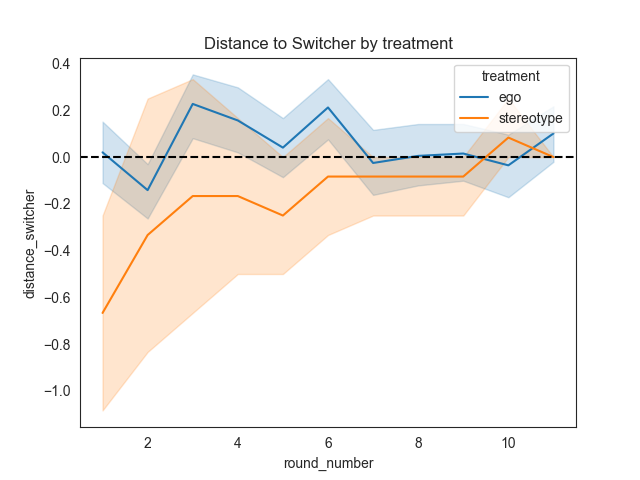 Distance to Switcher by treatment
treatment
ego
stereotype
0.4
0.2
0.0
−0.2
−0.4
−0.6
−0.8
−1.0
distance_switcher
2 4 6 8 10
round_number